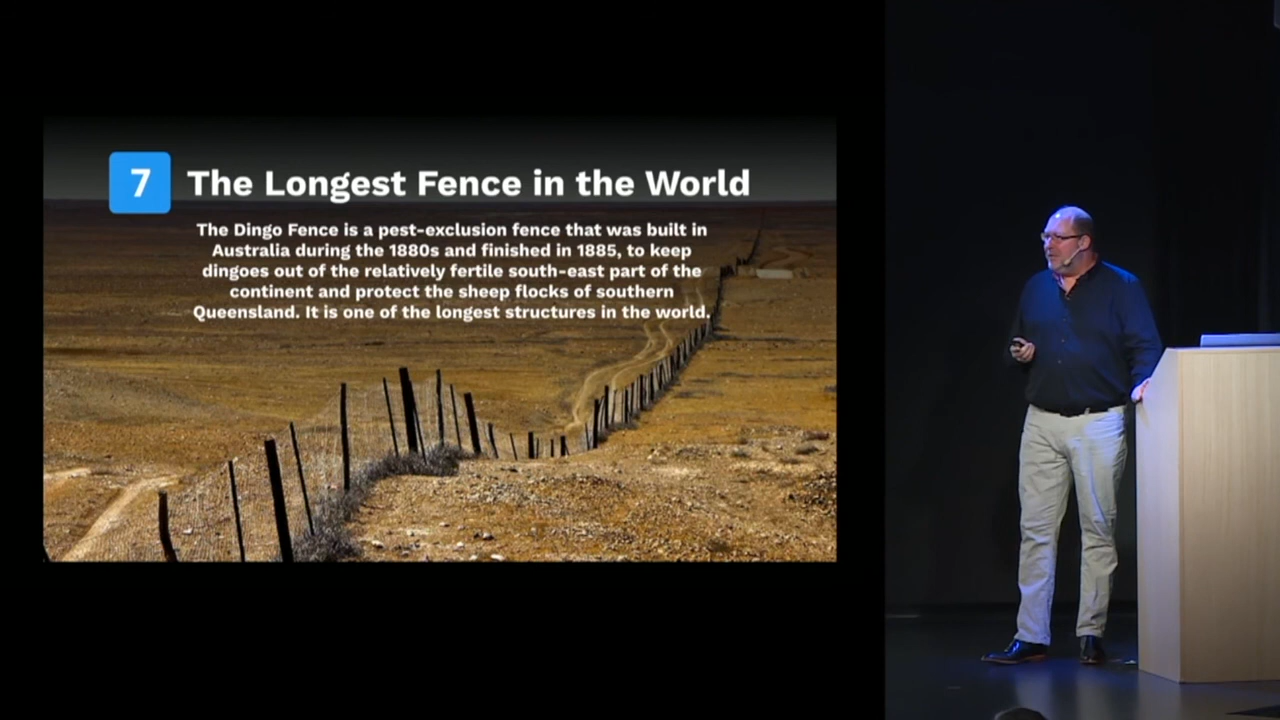 7 The Longest Fence in the World
The Dingo Fence is a pest-exclusion fence that was built in
Australia during the 1880s and finished in 1885, to keep
dingoes out of the relatively fertile south-east part of the
continent and protect the sheep flocks of southern
Queensland. It is one of the longest structures in the world.